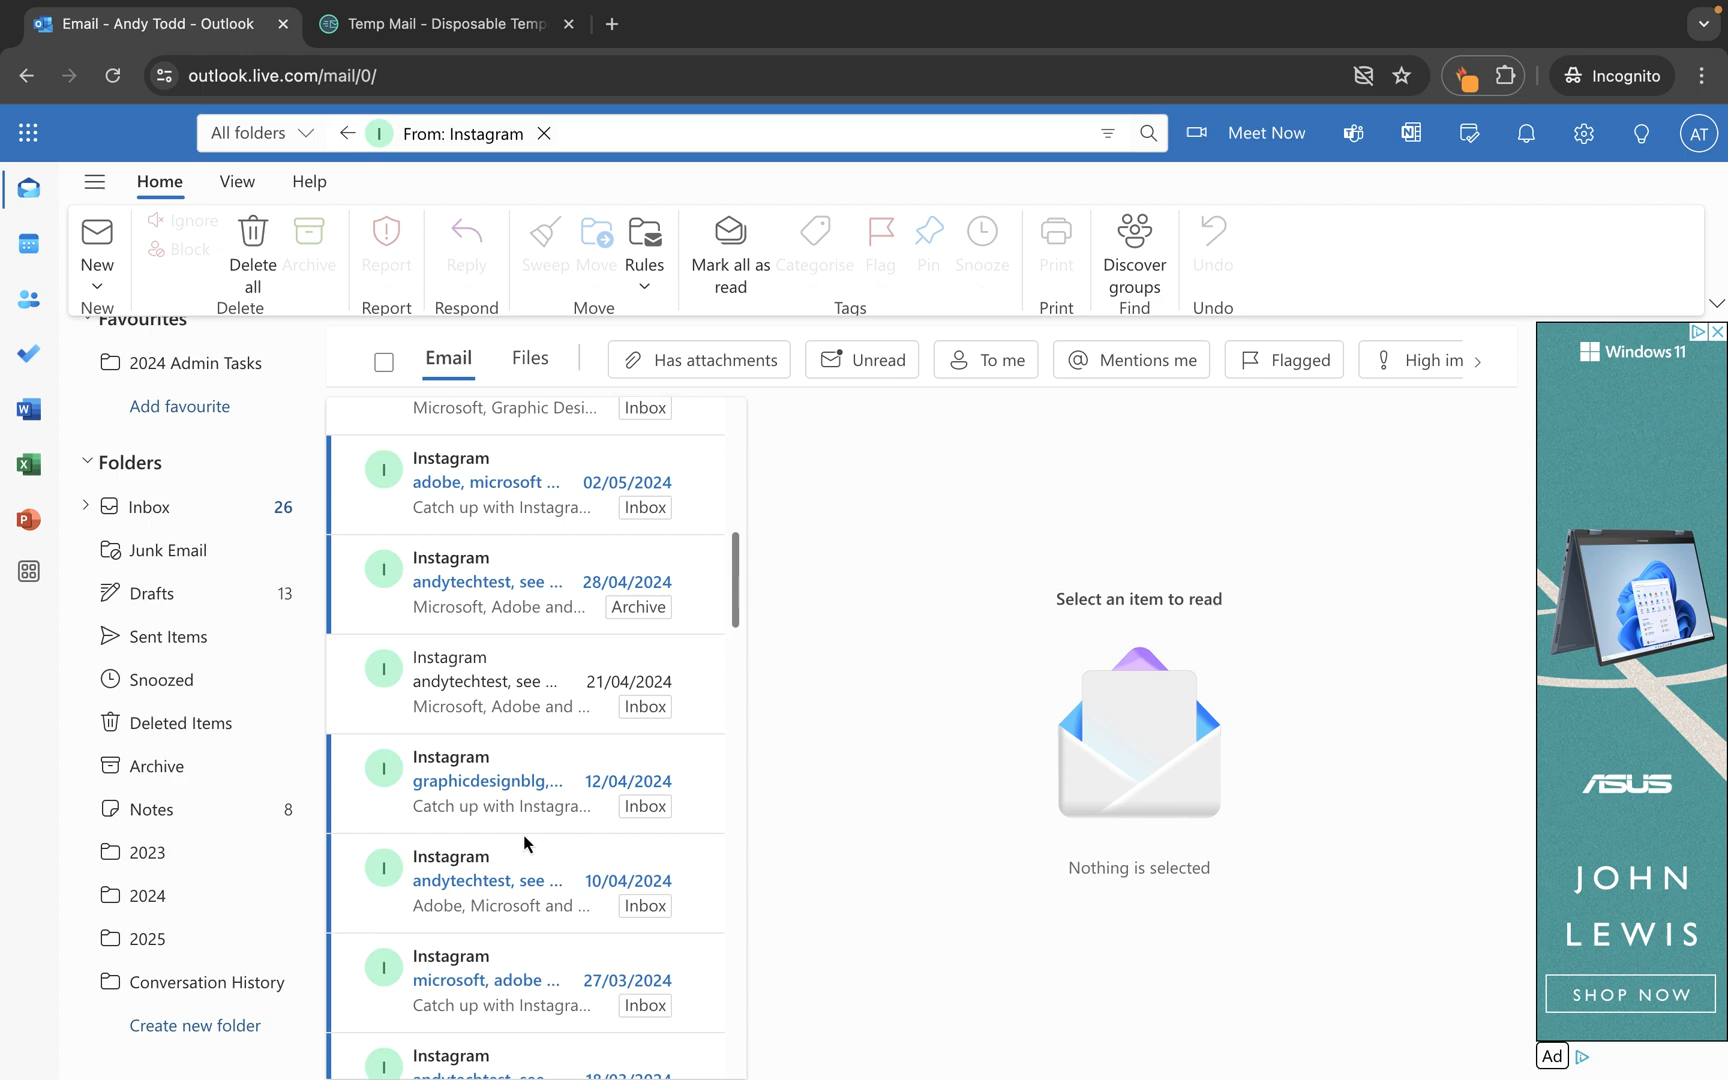 Email - Andy Todd - Outlook
Temp Mail - Disposable Temp
outlook.live.com/mail/0/
Incognito
All folders
I
From: Instagram
Meet Now
AT
Home View Help
New
New
Ignore
Block
Delete all
Archive
Delete
Report
Report
Reply
Respond
Sweep
Move
Rules
Move
Mark all as read
Categorise
Flag
Pin
Snooze
Tags
Print
Print
Discover groups
Find
Undo
Undo
Favourites
2024 Admin Tasks
Add favourite
Folders
Inbox 26
Junk Email
Drafts 13
Sent Items
Snoozed
Deleted Items
Archive
Notes 8
2023
2024
2025
Conversation History
Create new folder
Email Files
Has attachments
Unread
To me
Mentions me
Flagged
High im
Microsoft, Graphic Desi... Inbox
I
Instagram
adobe, microsoft ... 02/05/2024
Catch up with Instagra... Inbox
I
Instagram
andytechtest, see ... 28/04/2024
Microsoft, Adobe and... Archive
I
Instagram
andytechtest, see ... 21/04/2024
Microsoft, Adobe and ... Inbox
I
Instagram
graphicdesignblg,... 12/04/2024
Catch up with Instagra... Inbox
I
Instagram
andytechtest, see ... 10/04/2024
Adobe, Microsoft and ... Inbox
I
Instagram
microsoft, adobe ... 27/03/2024
Catch up with Instagra... Inbox
I
Instagram
andytechtest, see 18/03/2024
Select an item to read
Nothing is selected
Windows 11
ASUS
JOHN
LEWIS
SHOP NOW
Ad